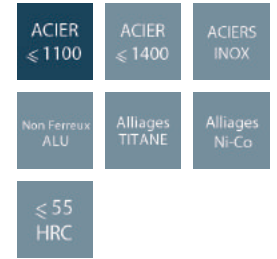 ACIER
⩽ 1100
ACIER
⩽ 1400
ACIERS
INOX
Non Ferreux
ALU
Alliages
TITANE
Alliages
Ni-Co
⩽ 55
HRC